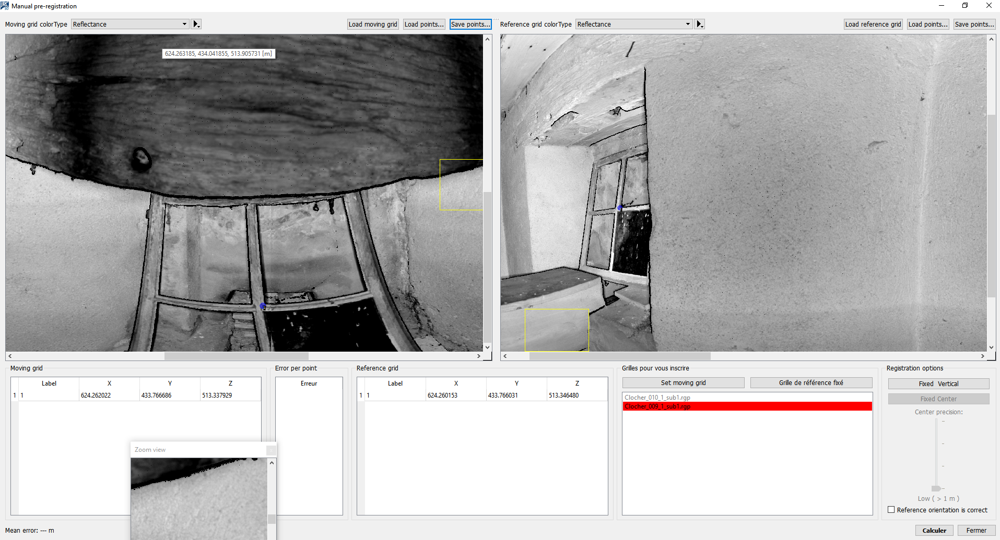 JRC 3D Manual pre-registration
Moving grid colorType Reflectance Load moving grid Load points... Save points... Reference grid colorType Reflectance Load reference grid Load points... Save points...
624.263185, 434.041855, 513.905731 [m]
Moving grid Error per point Reference grid Grilles pour vous inscrire Registration options
Label X Y Z Erreur Label X Y Z Set moving grid Grille de référence fixé Fixed Vertical
1 1 624.262022 433.766686 513.337929 1 1 624.260153 433.766031 513.346480 Clocher_010_1_sub1.rgp Fixed Center
Clocher_009_1_sub1.rgp
Center precision:
Zoom view
Low ( > 1 m )
Reference orientation is correct
Mean error: --- m Calculer Fermer